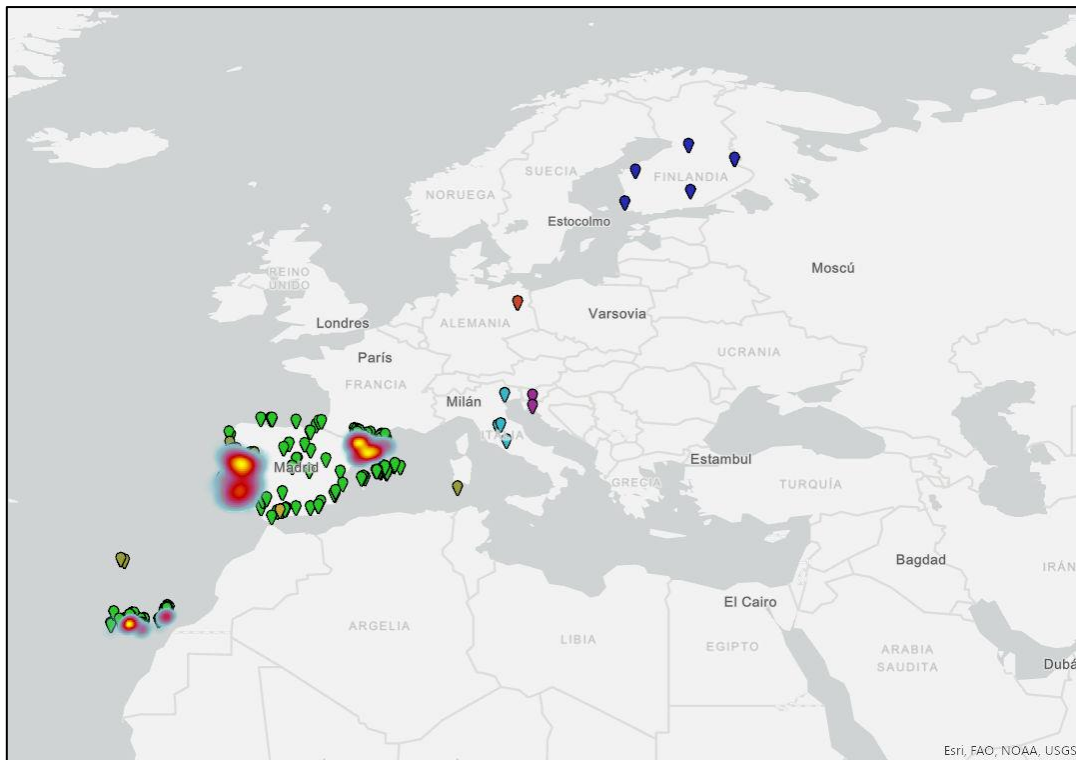 SUECIA
FINLANDIA
NORUEGA
Estocolmo
Moscú
REINO
UNIDO
Londres
ALEMANIA
Varsovia
París
UCRANIA
FRANCIA
Milán
ITALIA
Madrid
Estambul
GRECIA
TURQUÍA
Bagdad
IRÁN
El Cairo
ARGELIA
LIBIA
EGIPTO
ARABIA
SAUDITA
Dubá
Esri, FAO, NOAA, USGS